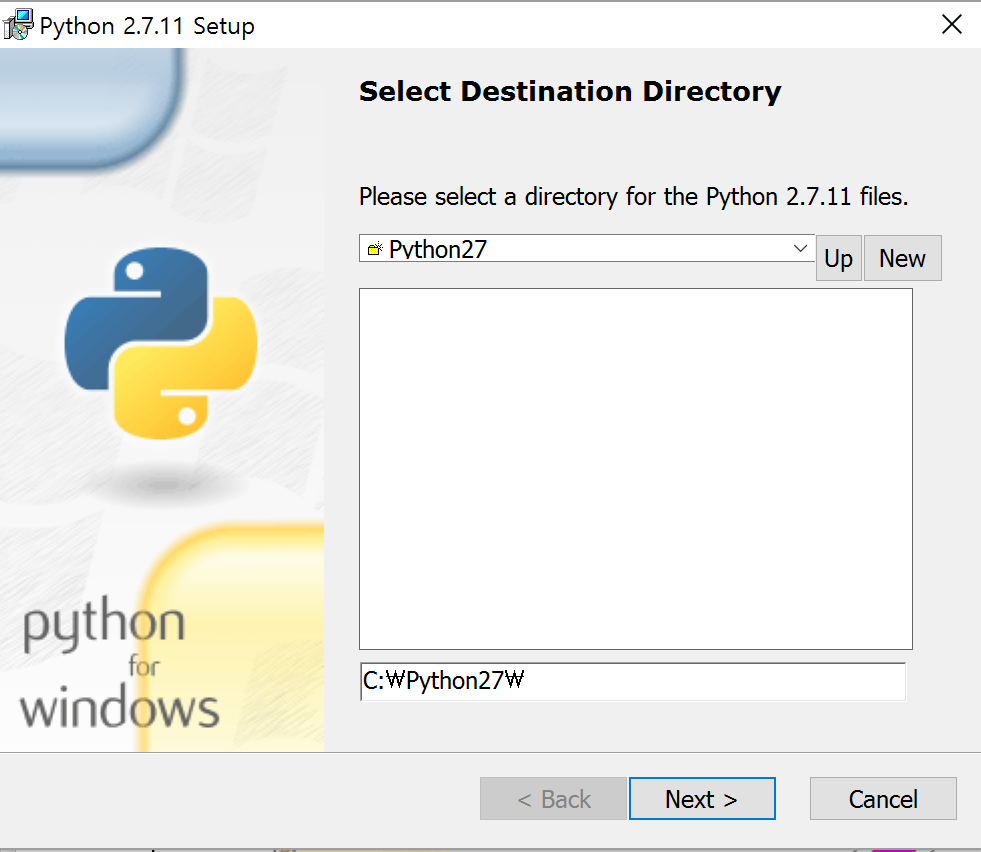 Python 2.7.11 Setup
Select Destination Directory
Please select a directory for the Python 2.7.11 files.
Python27
Up
New
C:₩Python27₩
python
for
windows
< Back
Next >
Cancel